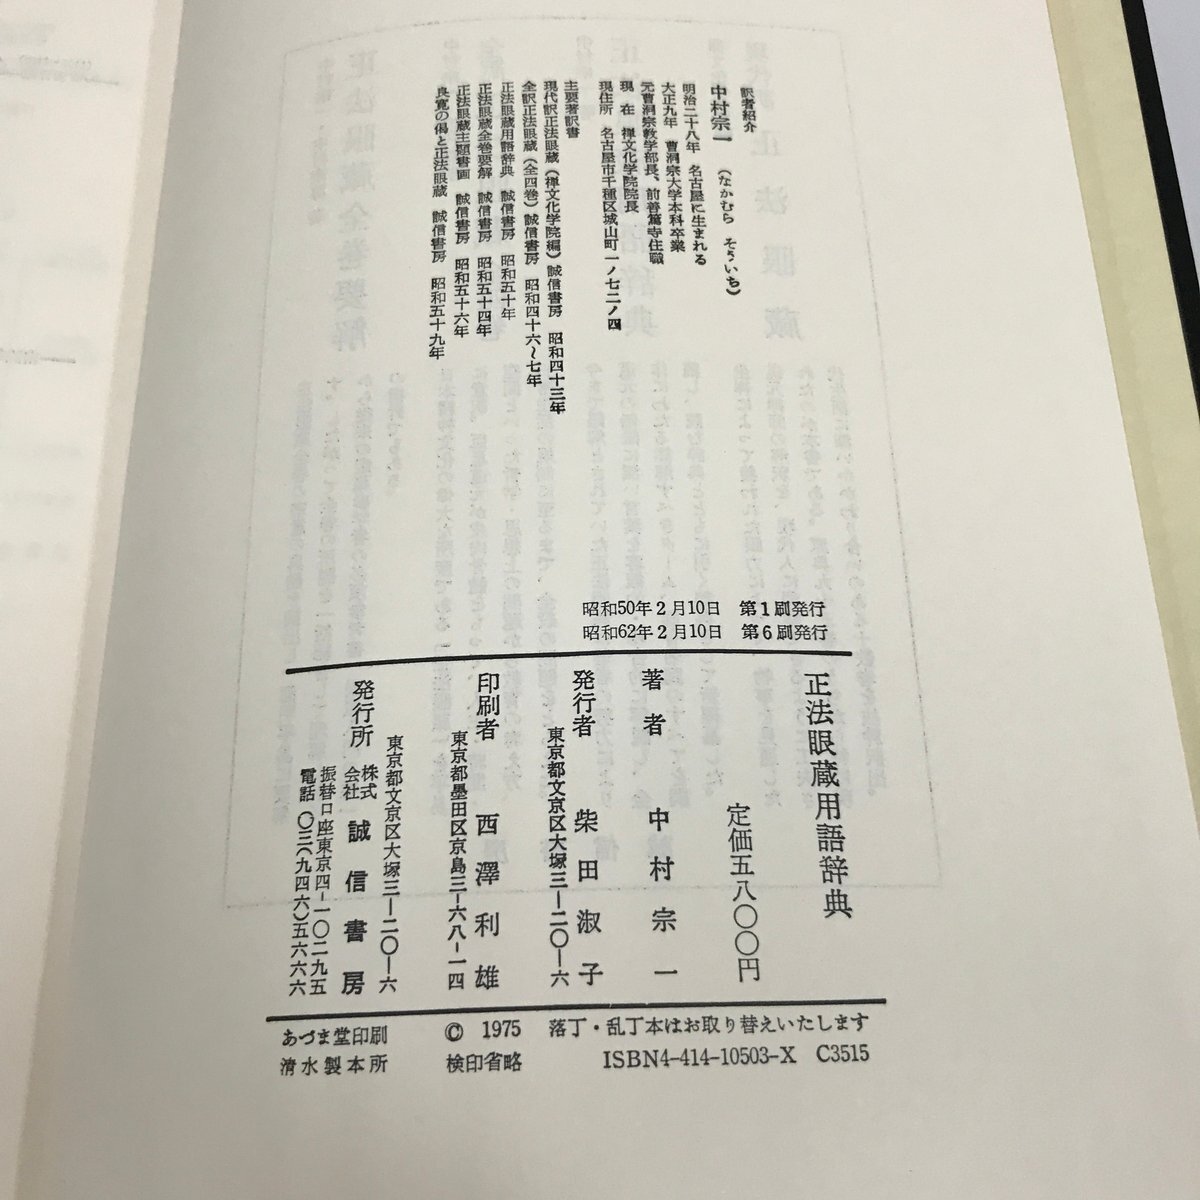 訳者紹介
中村宗一 (なかむら そういち)
明治二十八年 名古屋に生まれる
大正九年 曹洞宗大学本科卒業
元曹洞宗教学部長、前善篤寺住職
現在 禅文化学院院長
現住所 名古屋市千種区城山町一ノ七二ノ四
主要著訳書
現代訳正法眼蔵(禅文化学院編)誠信書房 昭和四十三年
全訳正法眼蔵(全四巻)誠信書房 昭和四十六〜七年
正法眼蔵用語辞典 誠信書房 昭和五十年
正法眼蔵全巻要解 誠信書房 昭和五十四年
正法眼蔵主題書画 誠信書房 昭和五十六年
良寛の偈と正法眼蔵 誠信書房 昭和五十九年
昭和50年2月10日 第1刷発行
昭和62年2月10日 第6刷発行
正法眼蔵用語辞典
定価五八〇〇円
著者 中村宗一
発行者 柴田淑子
東京都文京区大塚三ー二〇ー六
印刷者 西澤利雄
東京都墨田区京島三ー六八ー一四
東京都文京区大塚三ー二〇ー六
発行所 株式会社 誠信書房
振替口座東京四ー一〇二九五
電話 〇三(九四六)五六六六
あづま堂印刷 © 1975 落丁・乱丁本はお取り替えいたします
清水製本所 検印省略 ISBN4-414-10503-X C3515